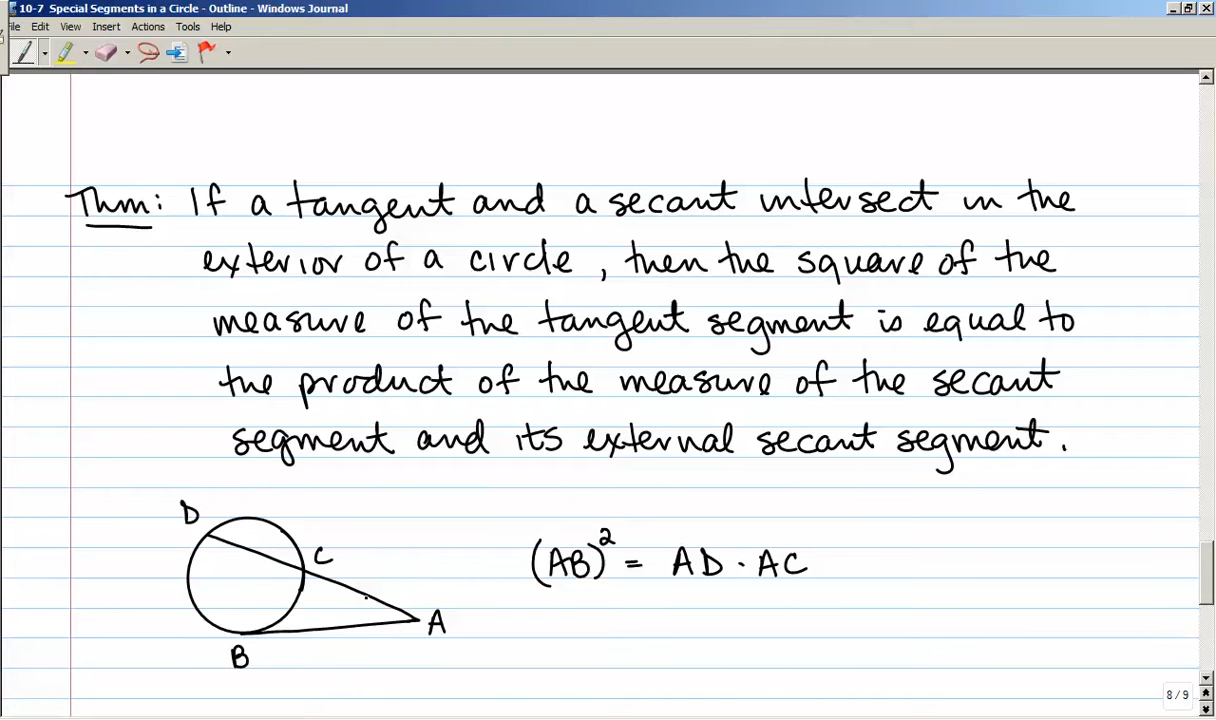 10-7 Special Segments in a Circle - Outline - Windows Journal
File Edit View Insert Actions Tools Help
Thm: If a tangent and a secant intersect in the
exterior of a circle, then the square of the
measure of the tangent segment is equal to
the product of the measure of the secant
segment and its external secant segment.
D
C
(AB)² = AD · AC
A
B
8 / 9